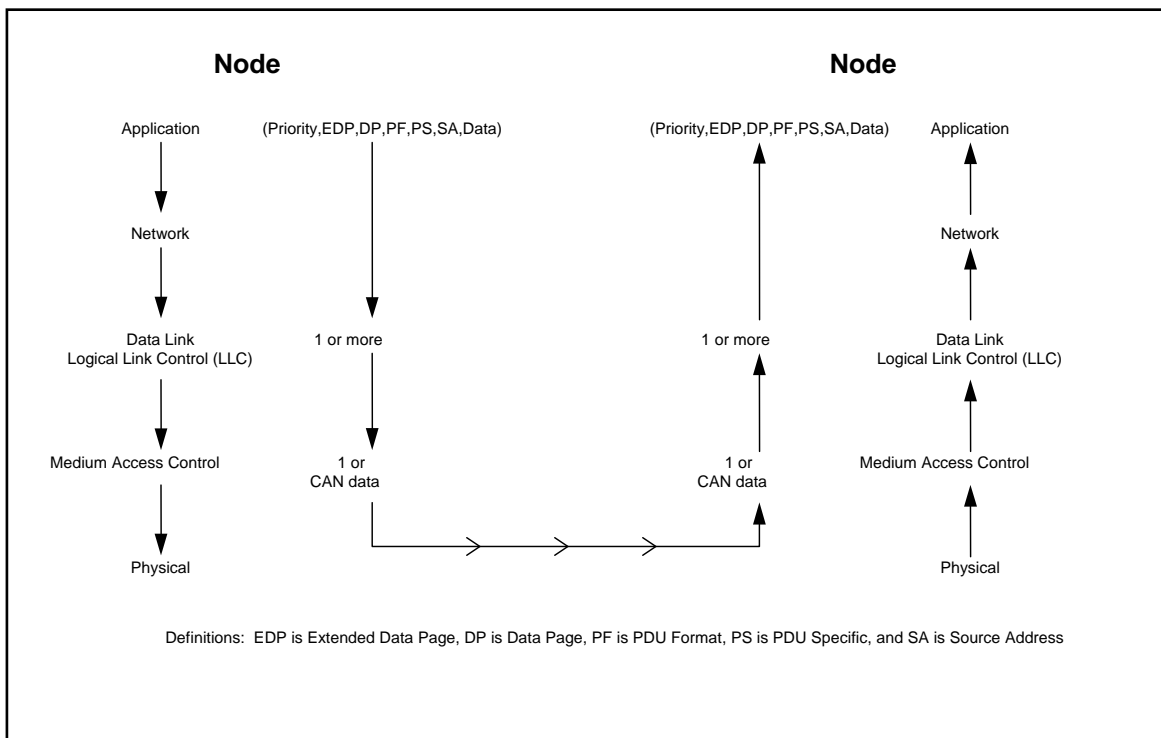 Node
Node
Application
(Priority,EDP,DP,PF,PS,SA,Data)
(Priority,EDP,DP,PF,PS,SA,Data)
Application
Network
Network
Data Link
Logical Link Control (LLC)
1 or more
1 or more
Data Link
Logical Link Control (LLC)
Medium Access Control
1 or
CAN data
1 or
CAN data
Medium Access Control
Physical
Physical
Definitions: EDP is Extended Data Page, DP is Data Page, PF is PDU Format, PS is PDU Specific, and SA is Source Address